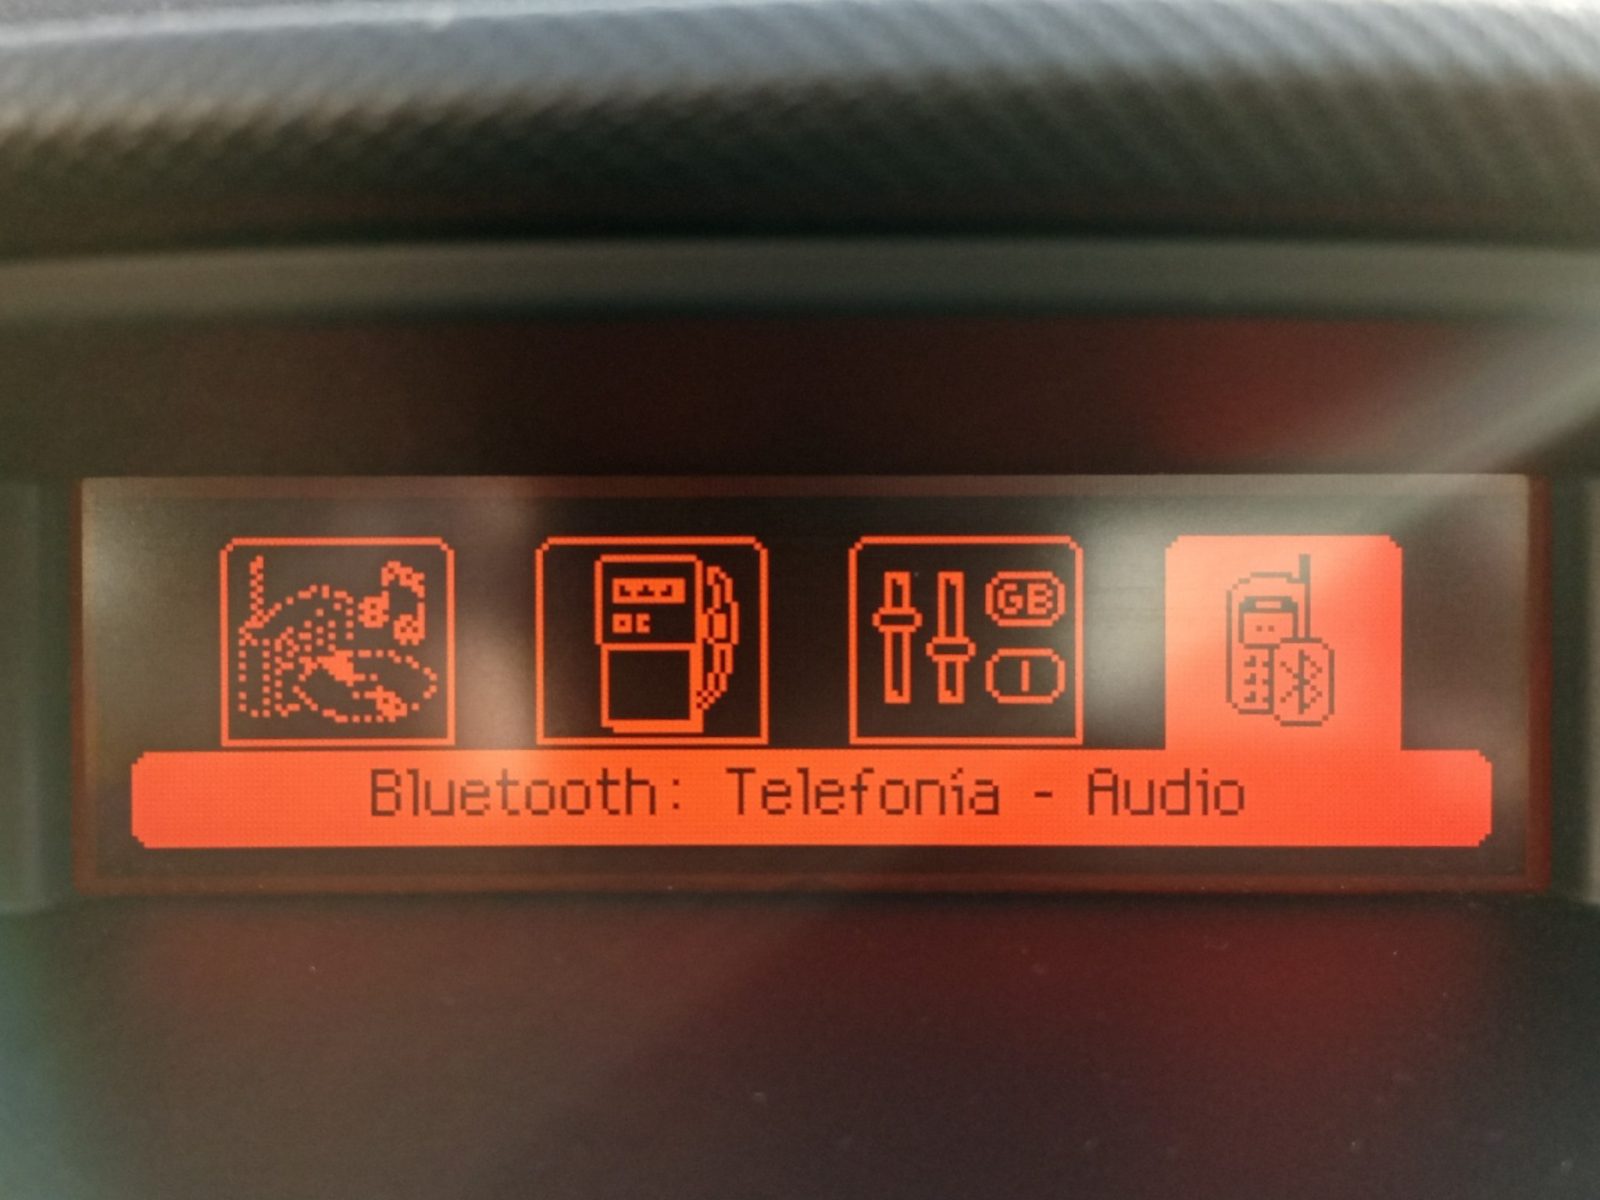 GB
I
Bluetooth: Telefonía - Audio